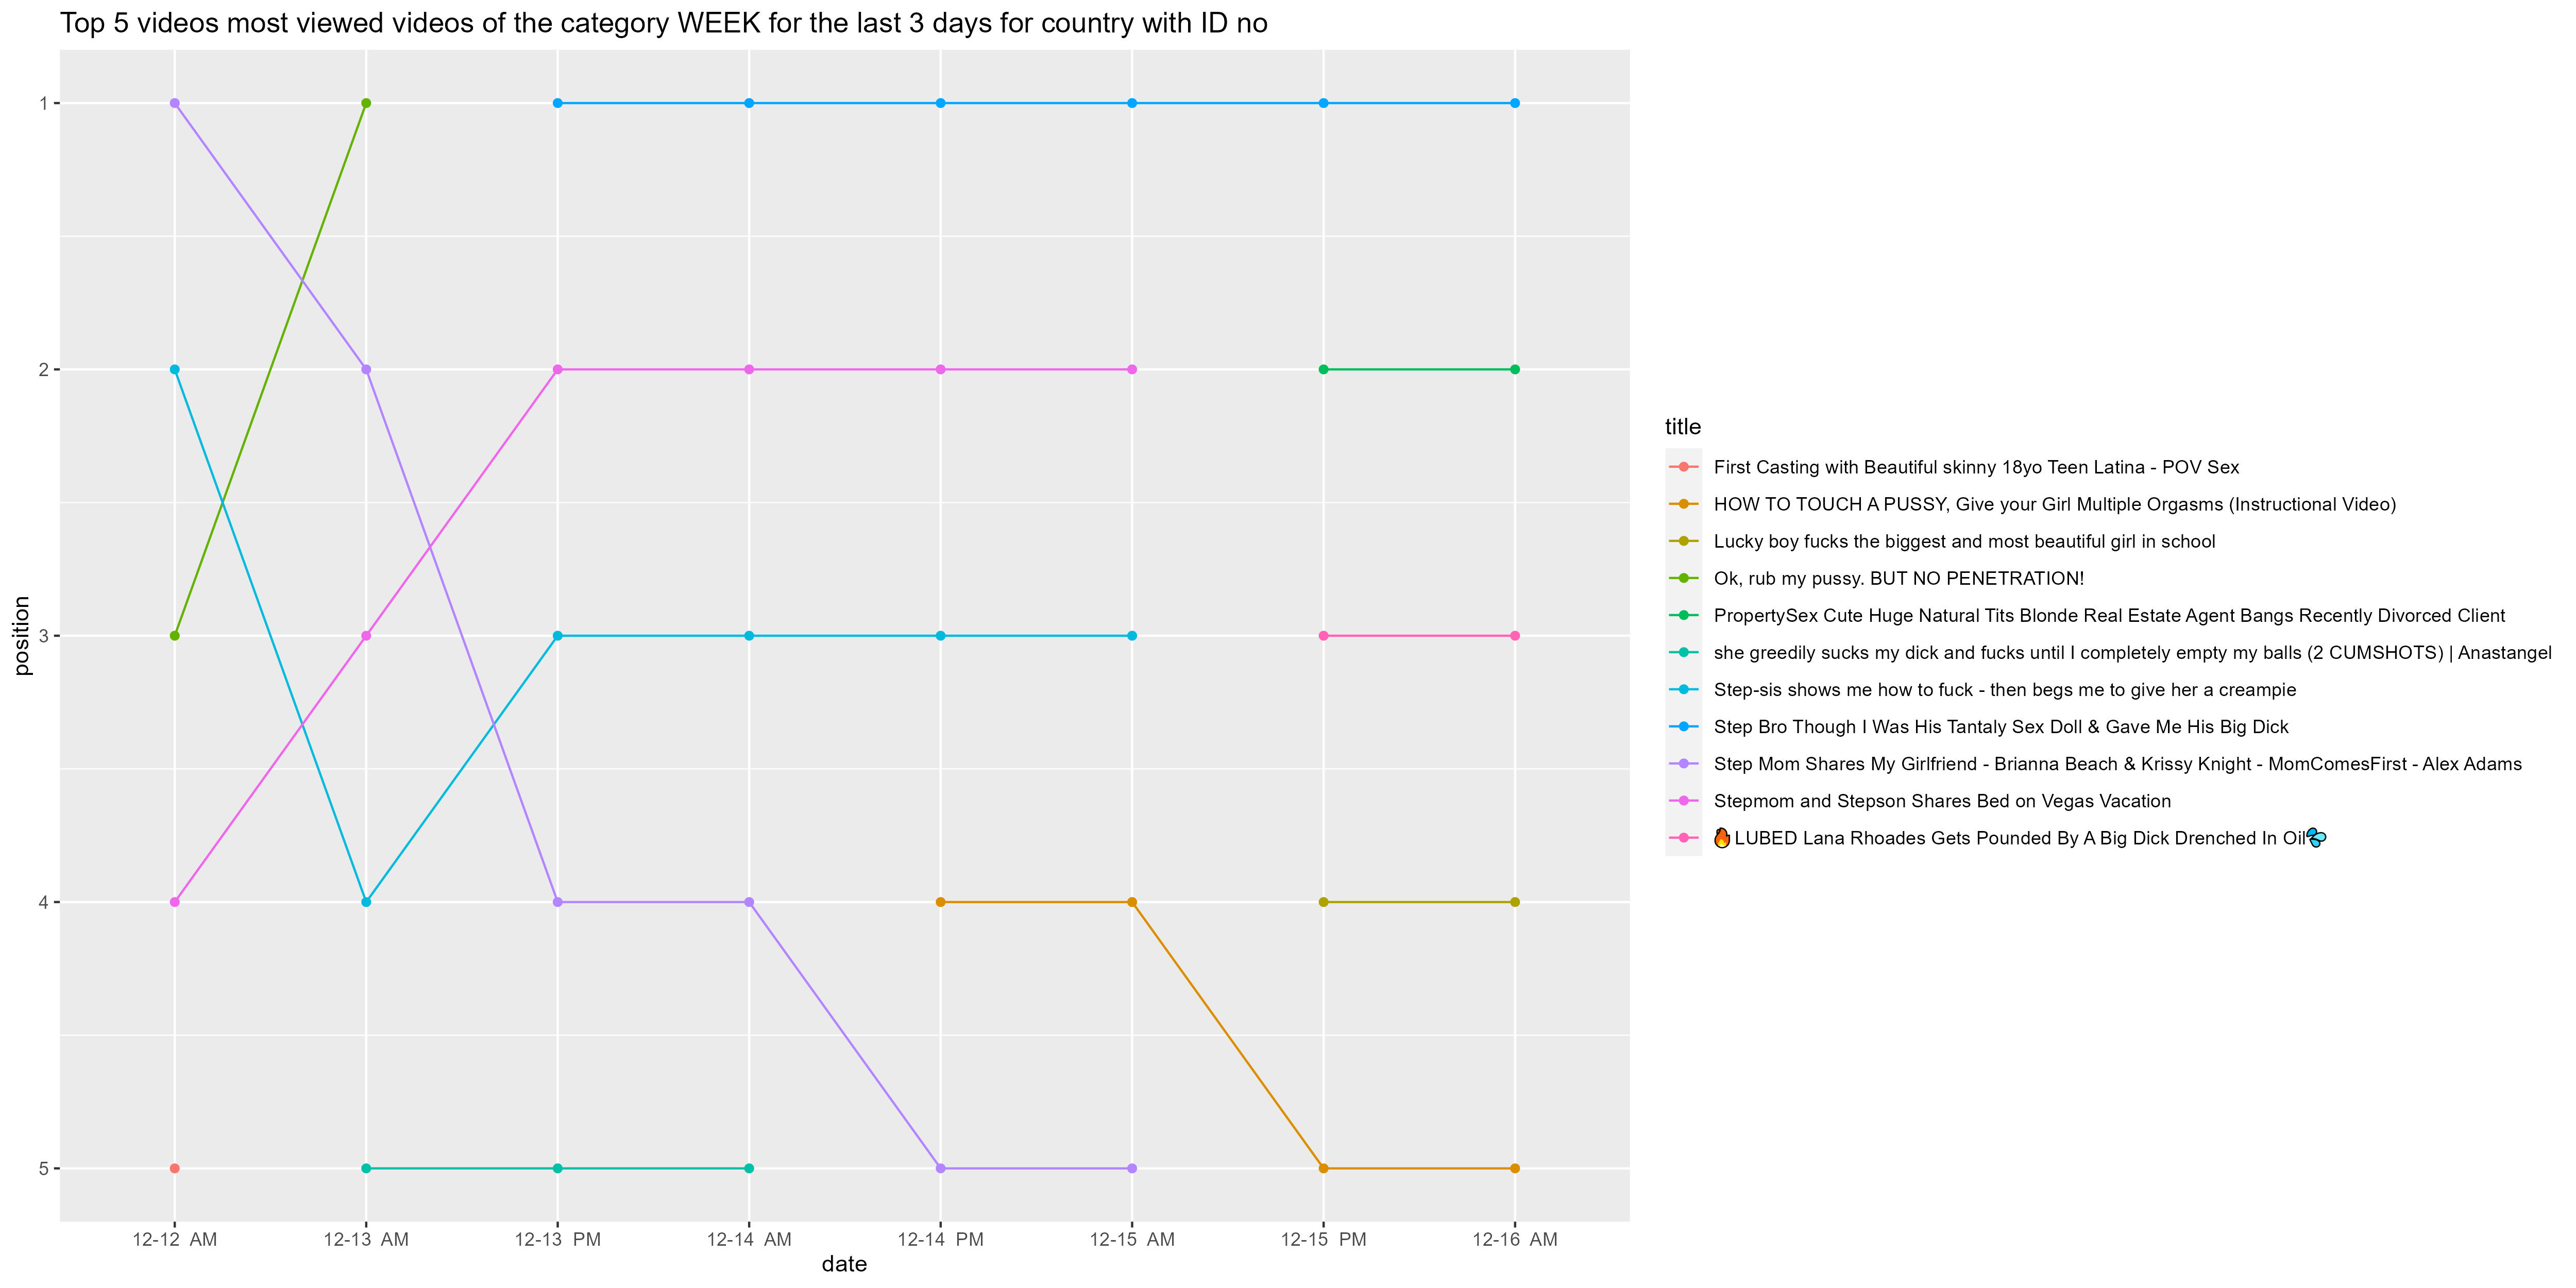 Top 5 videos most viewed videos of the category WEEK for the last 3 days for country with ID no
1
2
3
4
5
position
12-12 AM
12-13 AM
12-13 PM
12-14 AM
12-14 PM
12-15 AM
12-15 PM
12-16 AM
date
title
First Casting with Beautiful skinny 18yo Teen Latina - POV Sex
HOW TO TOUCH A PUSSY, Give your Girl Multiple Orgasms (Instructional Video)
Lucky boy fucks the biggest and most beautiful girl in school
Ok, rub my pussy. BUT NO PENETRATION!
PropertySex Cute Huge Natural Tits Blonde Real Estate Agent Bangs Recently Divorced Client
she greedily sucks my dick and fucks until I completely empty my balls (2 CUMSHOTS) | Anastangel
Step-sis shows me how to fuck - then begs me to give her a creampie
Step Bro Though I Was His Tantaly Sex Doll & Gave Me His Big Dick
Step Mom Shares My Girlfriend - Brianna Beach & Krissy Knight - MomComesFirst - Alex Adams
Stepmom and Stepson Shares Bed on Vegas Vacation
🔥LUBED Lana Rhoades Gets Pounded By A Big Dick Drenched In Oil💦